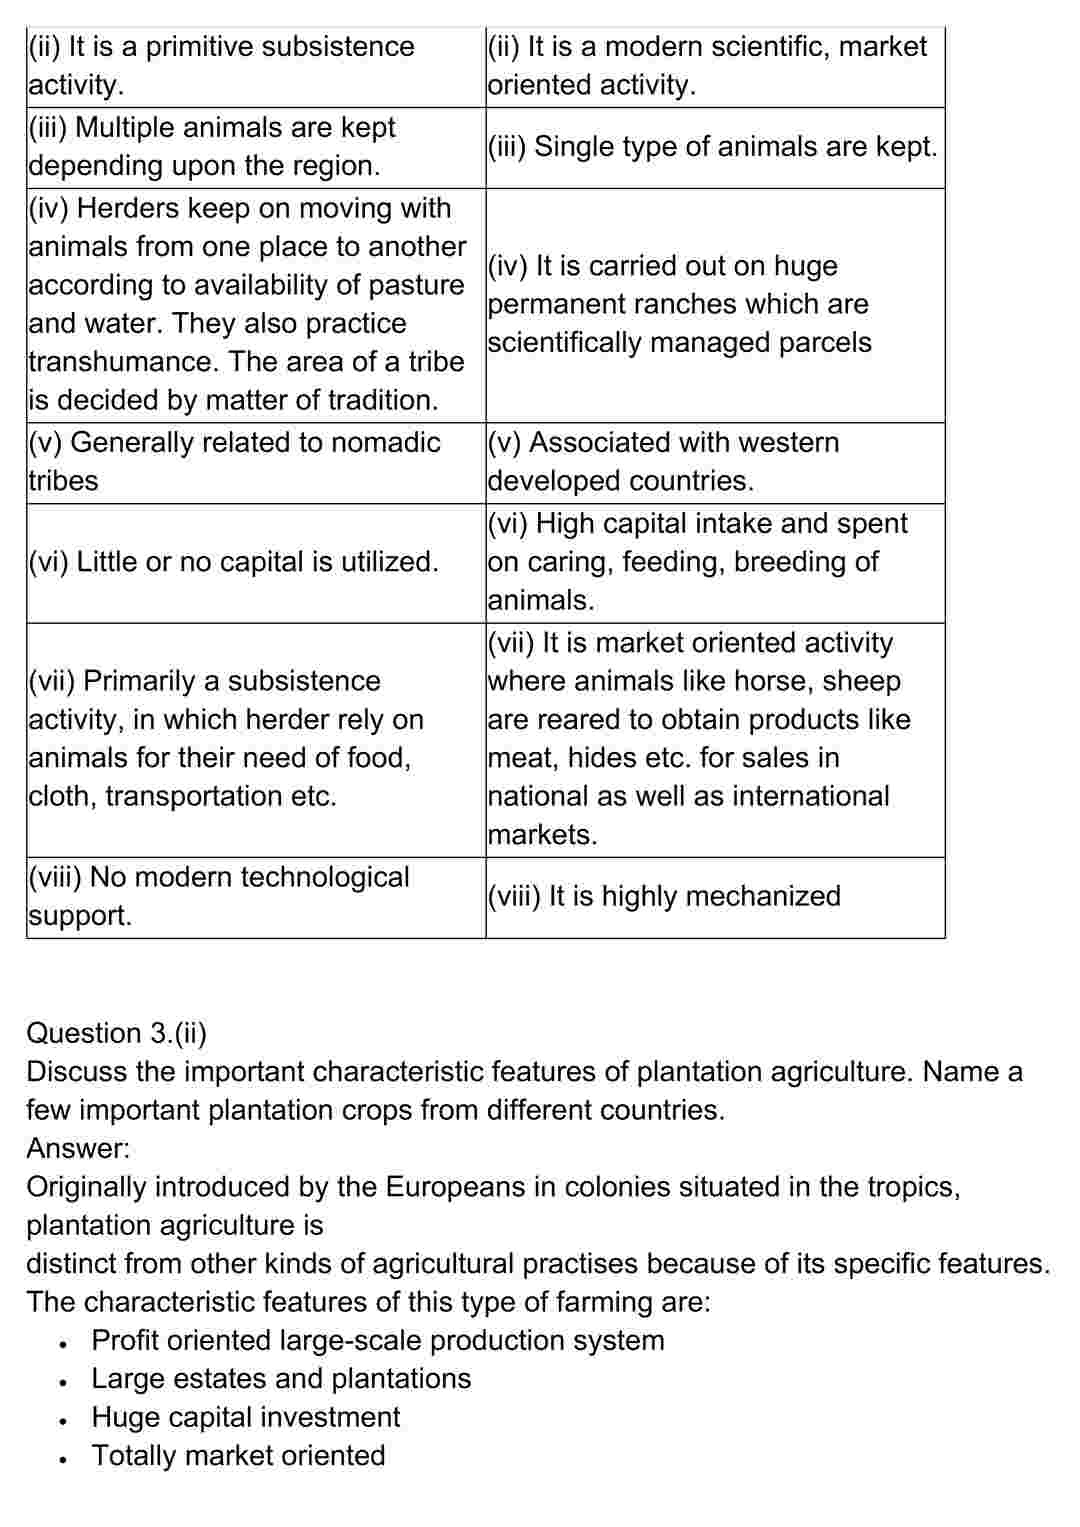 (ii) It is a primitive subsistence
activity.
(ii) It is a modern scientific, market
oriented activity.
(iii) Multiple animals are kept
depending upon the region.
(iii) Single type of animals are kept.
(iv) Herders keep on moving with
animals from one place to another
according to availability of pasture
and water. They also practice
transhumance. The area of a tribe
is decided by matter of tradition.
(iv) It is carried out on huge
permanent ranches which are
scientifically managed parcels
(v) Generally related to nomadic
tribes
(v) Associated with western
developed countries.
(vi) Little or no capital is utilized.
(vi) High capital intake and spent
on caring, feeding, breeding of
animals.
(vii) Primarily a subsistence
activity, in which herder rely on
animals for their need of food,
cloth, transportation etc.
(vii) It is market oriented activity
where animals like horse, sheep
are reared to obtain products like
meat, hides etc. for sales in
national as well as international
markets.
(viii) No modern technological
support.
(viii) It is highly mechanized
Question 3.(ii)
Discuss the important characteristic features of plantation agriculture. Name a
few important plantation crops from different countries.
Answer:
Originally introduced by the Europeans in colonies situated in the tropics,
plantation agriculture is
distinct from other kinds of agricultural practises because of its specific features.
The characteristic features of this type of farming are:
• Profit oriented large-scale production system
• Large estates and plantations
• Huge capital investment
• Totally market oriented